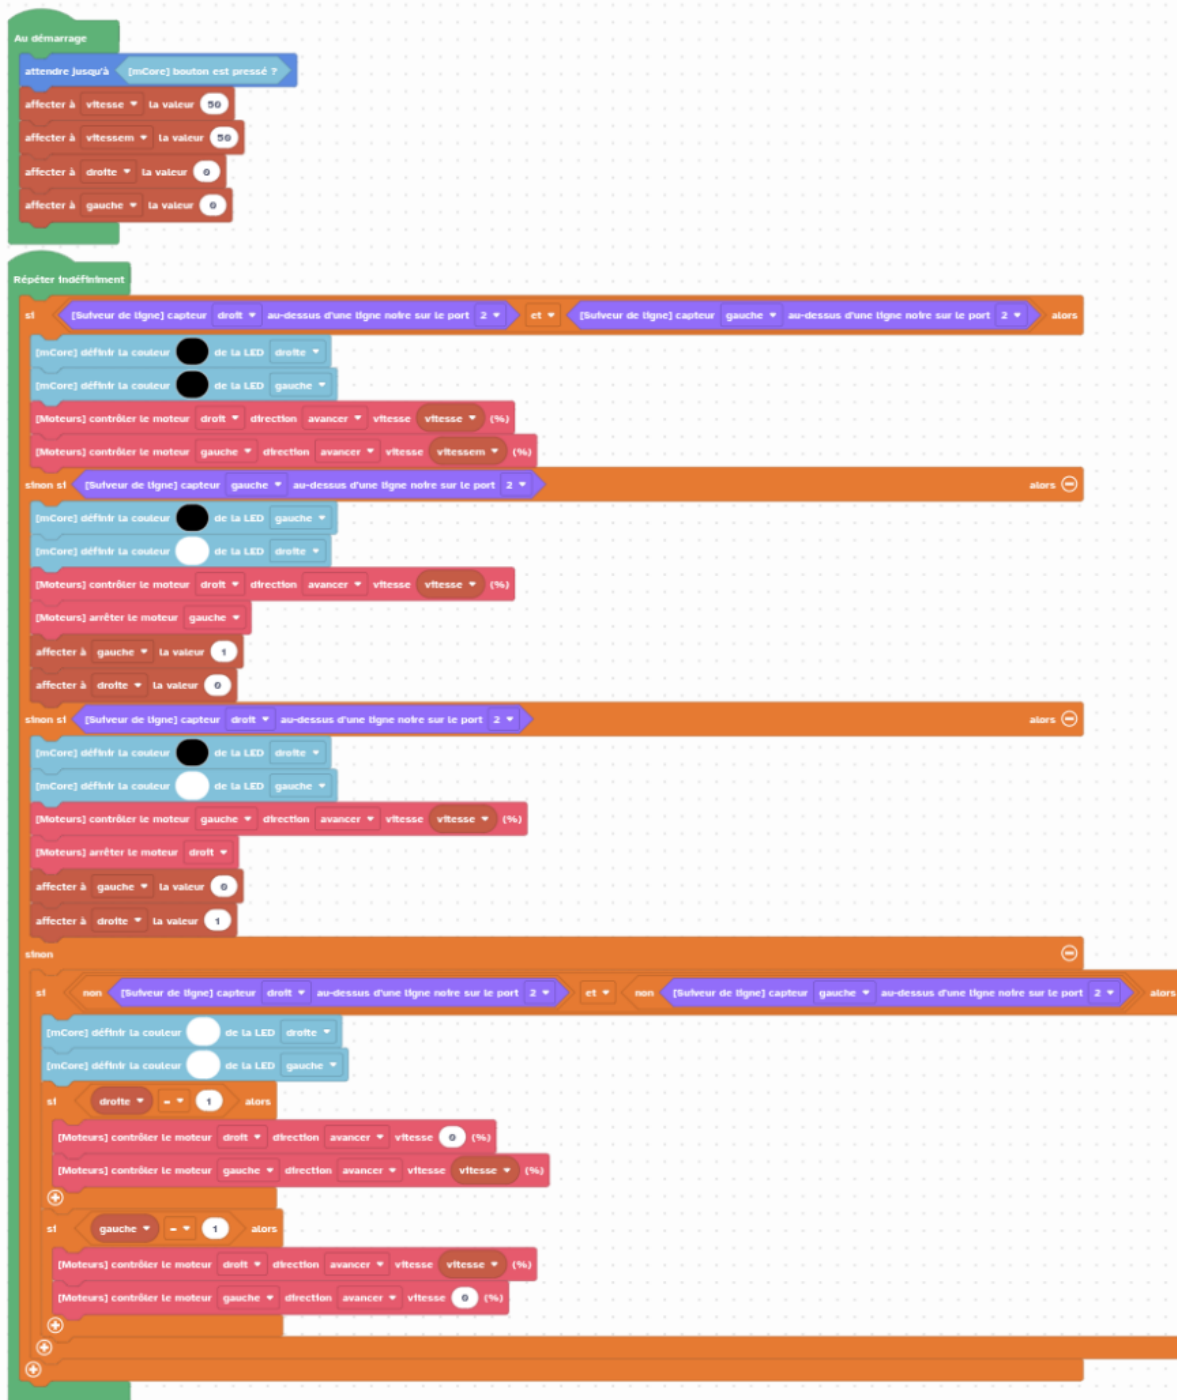 Au démarrage
attendre jusqu'à [mCore] bouton est pressé ?
affecter à vitesse la valeur 50
affecter à vitessem la valeur 50
affecter à droite la valeur 0
affecter à gauche la valeur 0
Répéter indéfiniment
si [Suiveur de ligne] capteur droit au-dessus d'une ligne noire sur le port 2 et [Suiveur de ligne] capteur gauche au-dessus d'une ligne noire sur le port 2 alors
[mCore] définir la couleur de la LED droite
[mCore] définir la couleur de la LED gauche
[Moteurs] contrôler le moteur droit direction avancer vitesse vitesse (%)
[Moteurs] contrôler le moteur gauche direction avancer vitesse vitessem (%)
sinon si [Suiveur de ligne] capteur gauche au-dessus d'une ligne noire sur le port 2 alors
[mCore] définir la couleur de la LED gauche
[mCore] définir la couleur de la LED droite
[Moteurs] contrôler le moteur droit direction avancer vitesse vitesse (%)
[Moteurs] arrêter le moteur gauche
affecter à gauche la valeur 1
affecter à droite la valeur 0
sinon si [Suiveur de ligne] capteur droit au-dessus d'une ligne noire sur le port 2 alors
[mCore] définir la couleur de la LED droite
[mCore] définir la couleur de la LED gauche
[Moteurs] contrôler le moteur gauche direction avancer vitesse vitesse (%)
[Moteurs] arrêter le moteur droit
affecter à gauche la valeur 0
affecter à droite la valeur 1
sinon
si non [Suiveur de ligne] capteur droit au-dessus d'une ligne noire sur le port 2 et non [Suiveur de ligne] capteur gauche au-dessus d'une ligne noire sur le port 2 alors
[mCore] définir la couleur de la LED droite
[mCore] définir la couleur de la LED gauche
si droite = 1 alors
[Moteurs] contrôler le moteur droit direction avancer vitesse 0 (%)
[Moteurs] contrôler le moteur gauche direction avancer vitesse vitesse (%)
si gauche = 1 alors
[Moteurs] contrôler le moteur droit direction avancer vitesse vitesse (%)
[Moteurs] contrôler le moteur gauche direction avancer vitesse 0 (%)